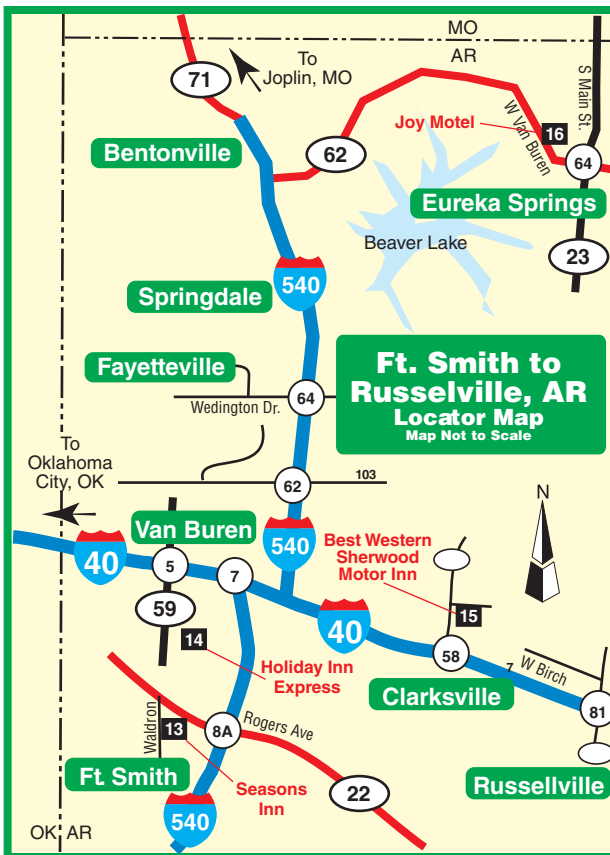 MO
AR
To
Joplin, MO
71
S Main St.
Joy Motel
16
W Van Buren
62
64
Bentonville
Eureka Springs
Beaver Lake
23
540
Springdale
Fayetteville
64
Wedington Dr.
Ft. Smith to
Russelville, AR
Locator Map
Map Not to Scale
To
Oklahoma
City, OK
62
103
N
Van Buren
540
Best Western
Sherwood
Motor Inn
40
5
7
59
15
40
14
58
7
W Birch
Holiday Inn
Express
Clarksville
81
Waldron
13
8A
Rogers Ave
Ft. Smith
Seasons
Inn
22
Russellville
540
OK
AR